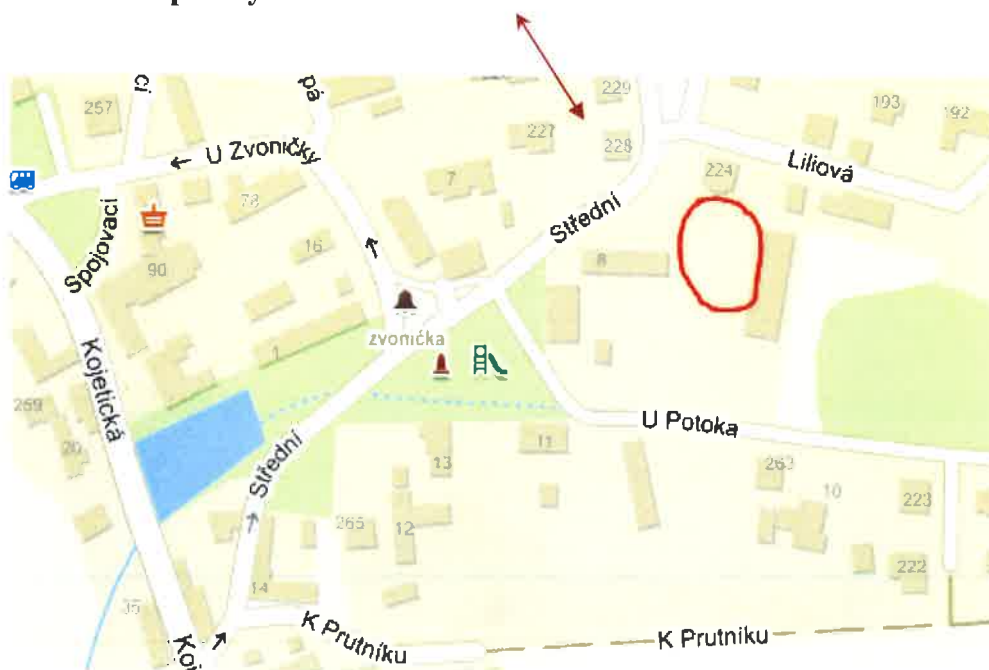 229
257
193
192
227
228
U Zvoničky
7
224
Liliová
78
Střední
Spojovací
16
8
90
zvonička
1
Kojetická
259
U Potoka
20
11
13
Střední
263
10
223
265
12
222
14
35
K Prutníku
K Prutníku